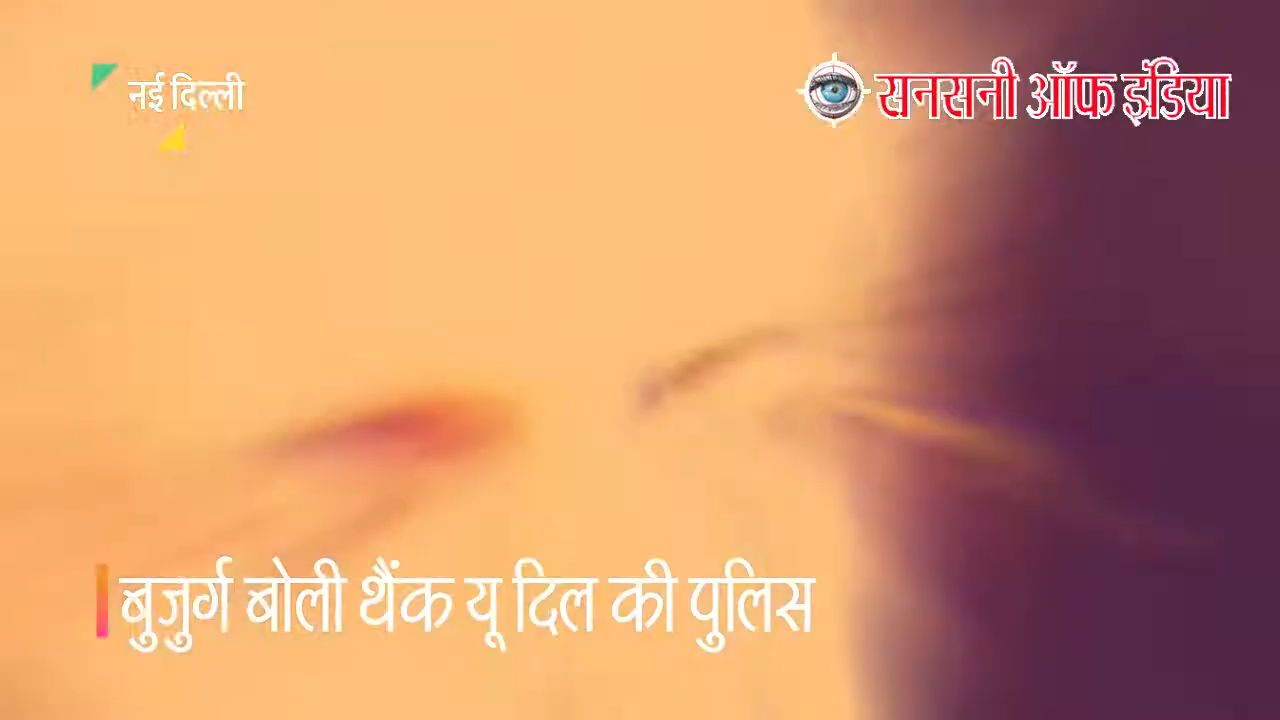 नई दिल्ली
सनसनी ऑफ इंडिया
बुजुर्ग बोली थैंक यू दिल की पुलिस